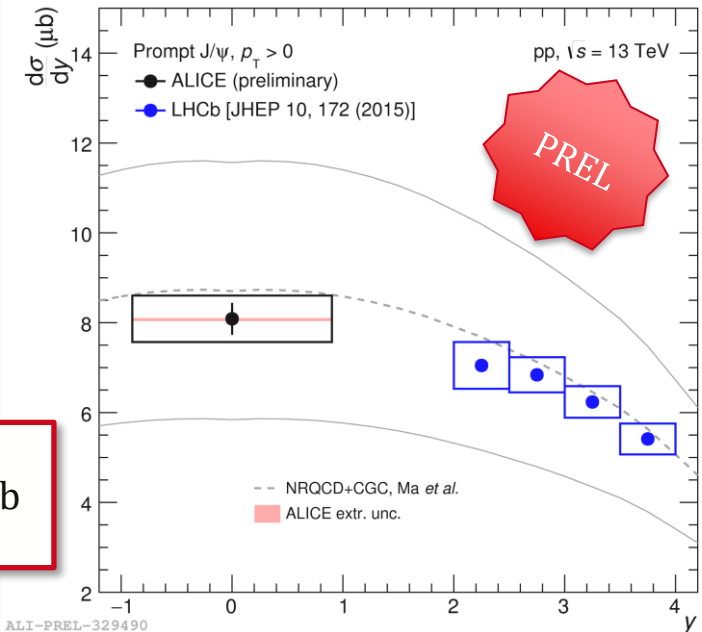 dσ/dy (μb)
Prompt J/ψ, p_T > 0
pp, √s = 13 TeV
ALICE (preliminary)
LHCb [JHEP 10, 172 (2015)]
PREL
14
12
10
8
6
4
2
b
NRQCD+CGC, Ma et al.
ALICE extr. unc.
−1 0 1 2 3 4
y
ALI−PREL−329490